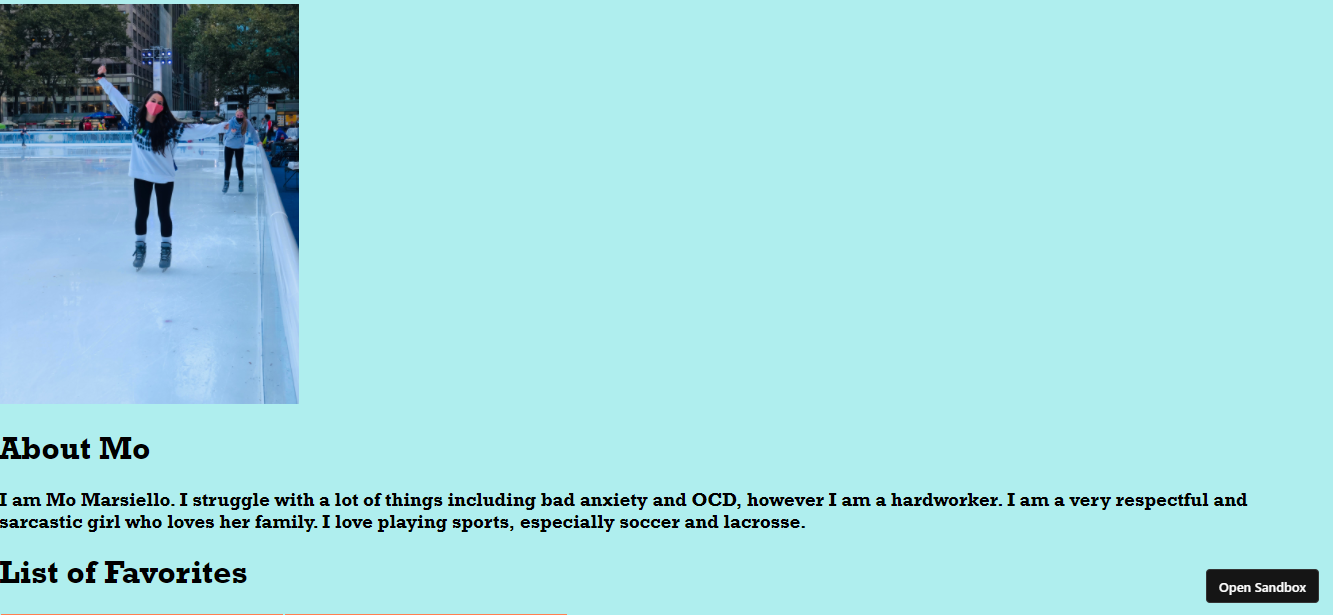 About Mo
I am Mo Marsiello. I struggle with a lot of things including bad anxiety and OCD, however I am a hardworker. I am a very respectful and
sarcastic girl who loves her family. I love playing sports, especially soccer and lacrosse.
List of Favorites
Open Sandbox